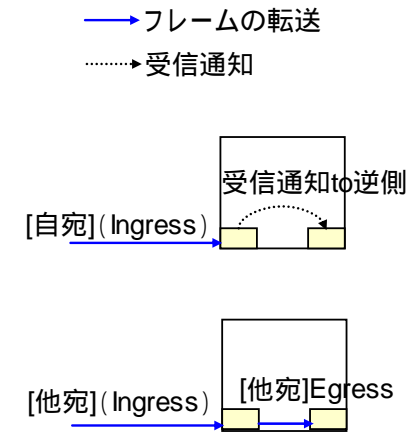 フレームの転送
受信通知
受信通知to逆側
[自宛](Ingress)
[他宛]Egress
[他宛](Ingress)